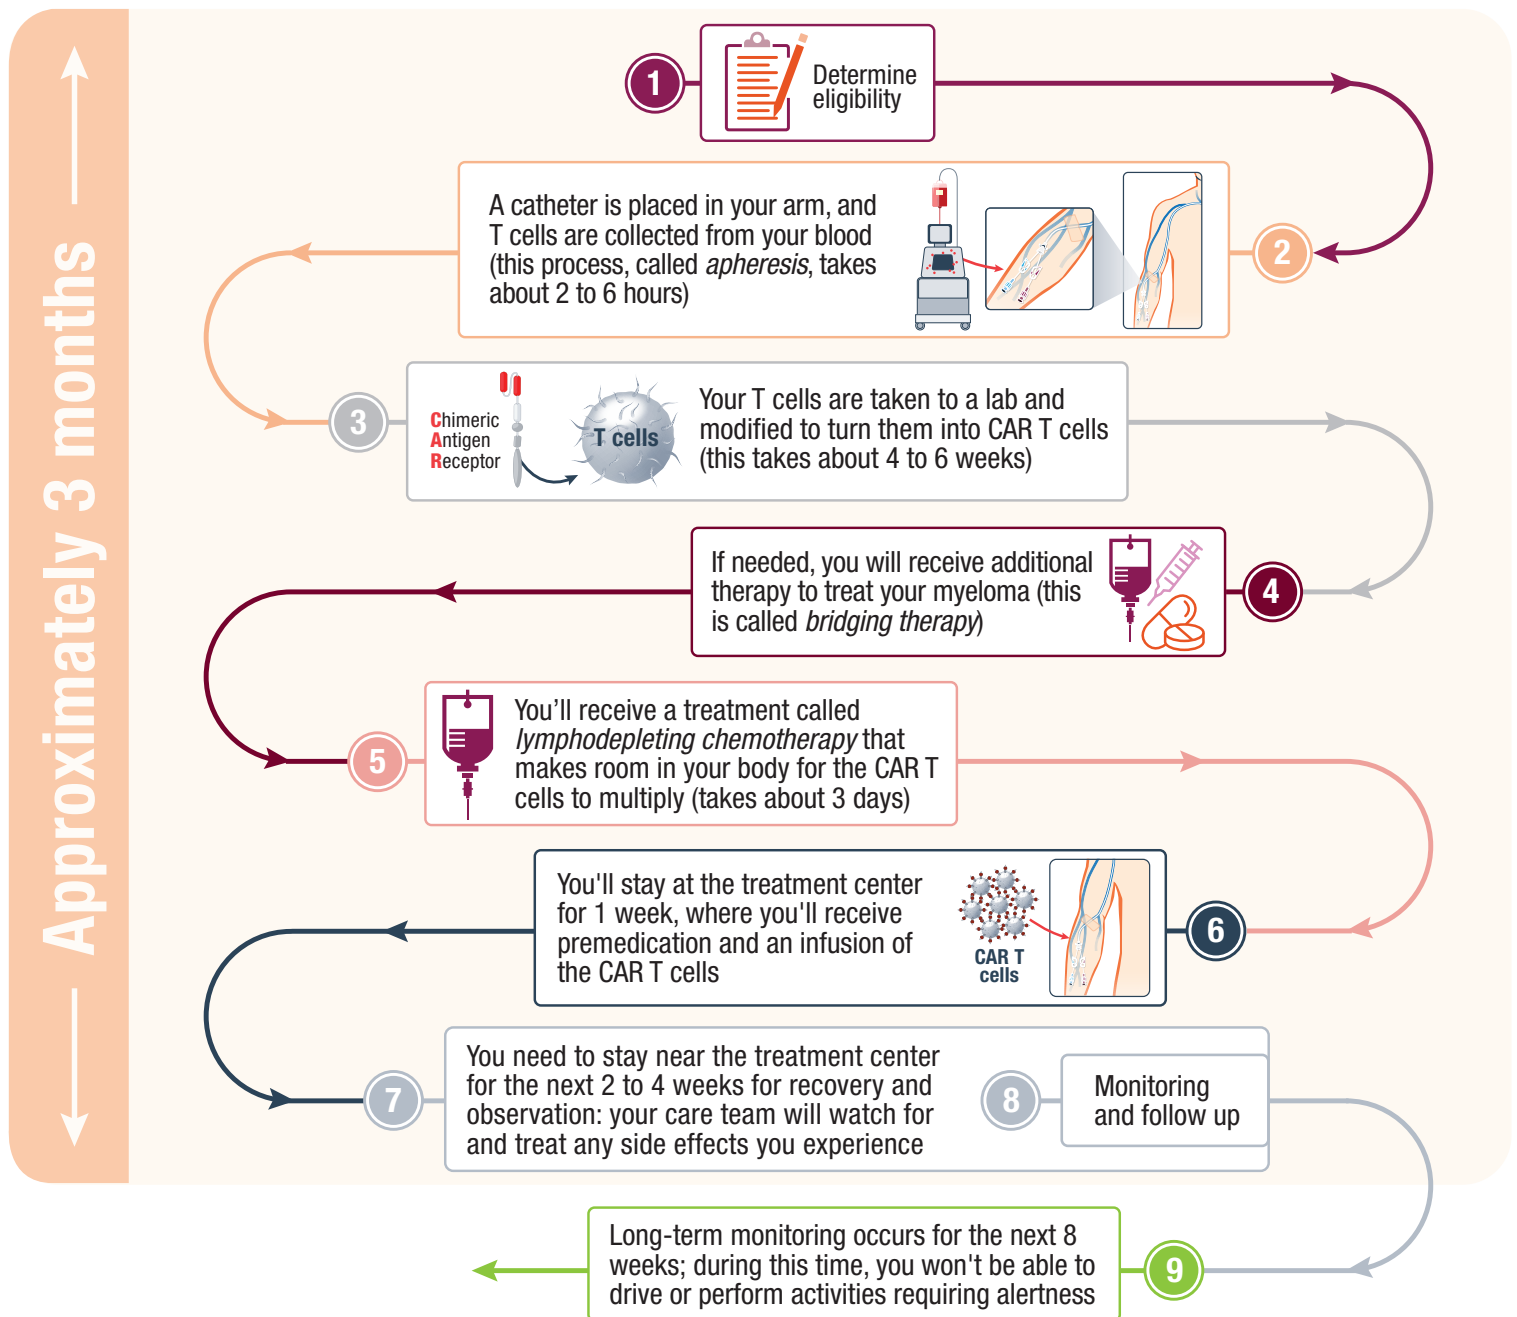 Approximately 3 months
1
Determine
eligibility
A catheter is placed in your arm, and
T cells are collected from your blood
(this process, called apheresis, takes
about 2 to 6 hours)
2
3
Chimeric
Antigen
Receptor
T cells
Your T cells are taken to a lab and
modified to turn them into CAR T cells
(this takes about 4 to 6 weeks)
If needed, you will receive additional
therapy to treat your myeloma (this
is called bridging therapy)
4
5
You’ll receive a treatment called
lymphodepleting chemotherapy that
makes room in your body for the CAR T
cells to multiply (takes about 3 days)
You'll stay at the treatment center
for 1 week, where you'll receive
premedication and an infusion of
the CAR T cells
CAR T
cells
6
7
You need to stay near the treatment center
for the next 2 to 4 weeks for recovery and
observation: your care team will watch for
and treat any side effects you experience
8
Monitoring
and follow up
Long-term monitoring occurs for the next 8
weeks; during this time, you won't be able to
drive or perform activities requiring alertness
9